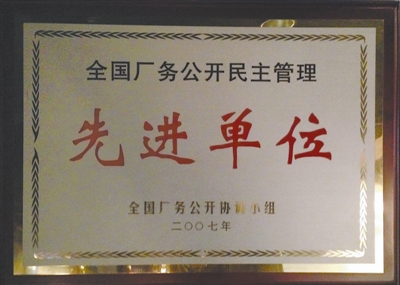 全国厂务公开民主管理
先进单位
全国厂务公开协调小组
二〇〇七年